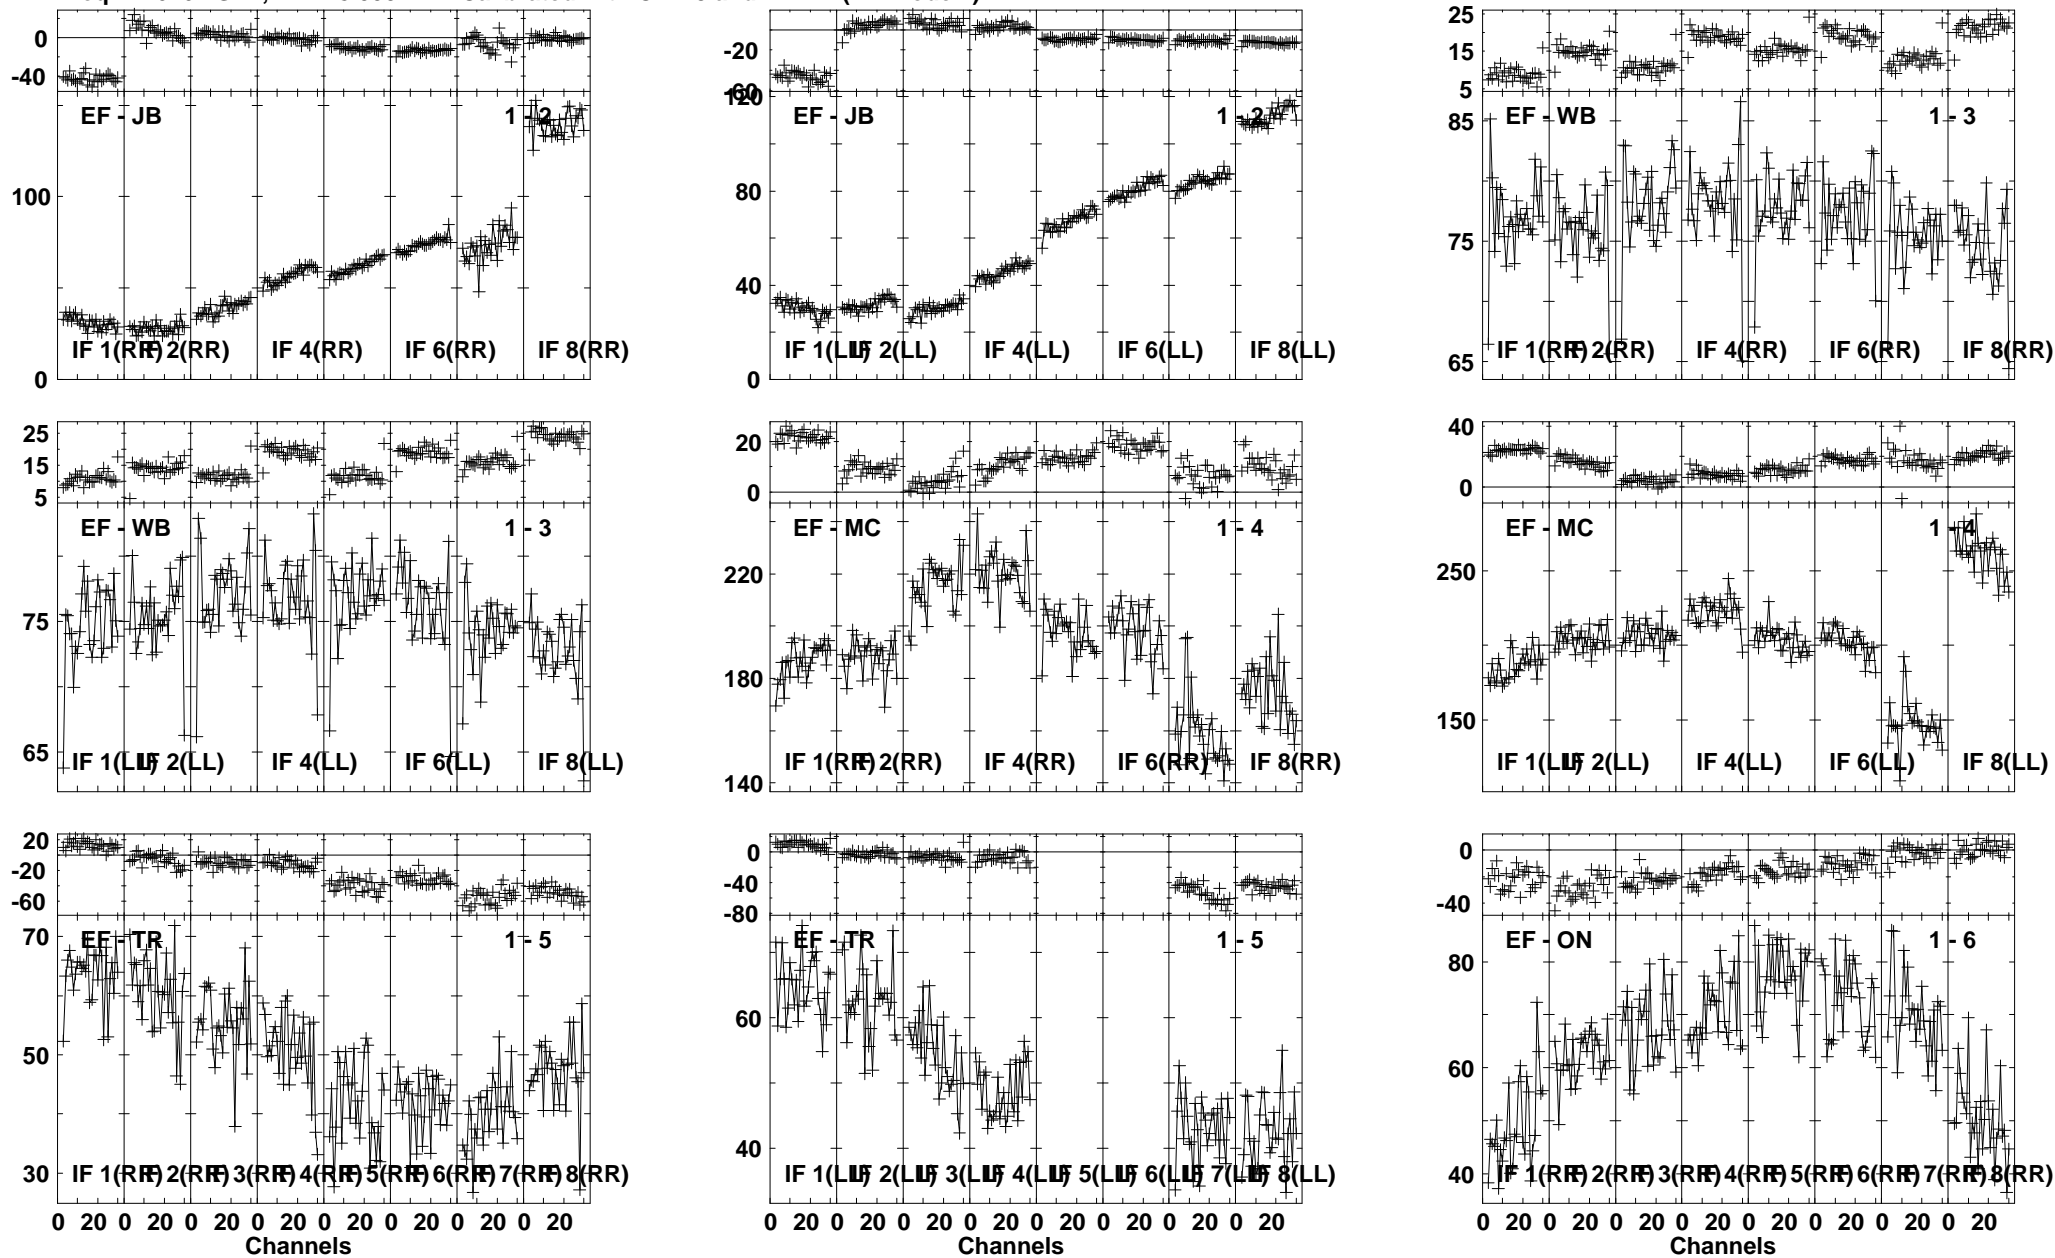 0
-40
EF - JB 1 - 2
100
0
IF 1(RR) IF 2(RR) IF 4(RR) IF 6(RR) IF 8(RR)
-20
60
120
EF - JB 1 - 2
80
40
0
IF 1(LL) IF 2(LL) IF 4(LL) IF 6(LL) IF 8(LL)
25
15
5
EF - WB 1 - 3
85
75
65
IF 1(RR) IF 2(RR) IF 4(RR) IF 6(RR) IF 8(RR)
25
15
5
EF - WB 1 - 3
75
65
IF 1(LL) IF 2(LL) IF 4(LL) IF 6(LL) IF 8(LL)
20
0
EF - MC 1 - 4
220
180
140
IF 1(RR) IF 2(RR) IF 4(RR) IF 6(RR) IF 8(RR)
40
0
EF - MC 1 - 4
250
150
IF 1(LL) IF 2(LL) IF 4(LL) IF 6(LL) IF 8(LL)
20
-20
-60
EF - TR 1 - 5
70
50
30
IF 1(RR) IF 2(RR) IF 3(RR) IF 4(RR) IF 5(RR) IF 6(RR) IF 7(RR) IF 8(RR)
0 20 0 20 0 20 0 20 0 20 0 20 0 20 0 20
Channels
0
-40
-80
EF - TR 1 - 5
60
40
IF 1(LL) IF 2(LL) IF 3(LL) IF 4(LL) IF 5(LL) IF 6(LL) IF 7(LL) IF 8(LL)
0 20 0 20 0 20 0 20 0 20 0 20 0 20 0 20
Channels
0
-40
EF - ON 1 - 6
80
60
40
IF 1(RR) IF 2(RR) IF 3(RR) IF 4(RR) IF 5(RR) IF 6(RR) IF 7(RR) IF 8(RR)
0 20 0 20 0 20 0 20 0 20 0 20 0 20 0 20
Channels